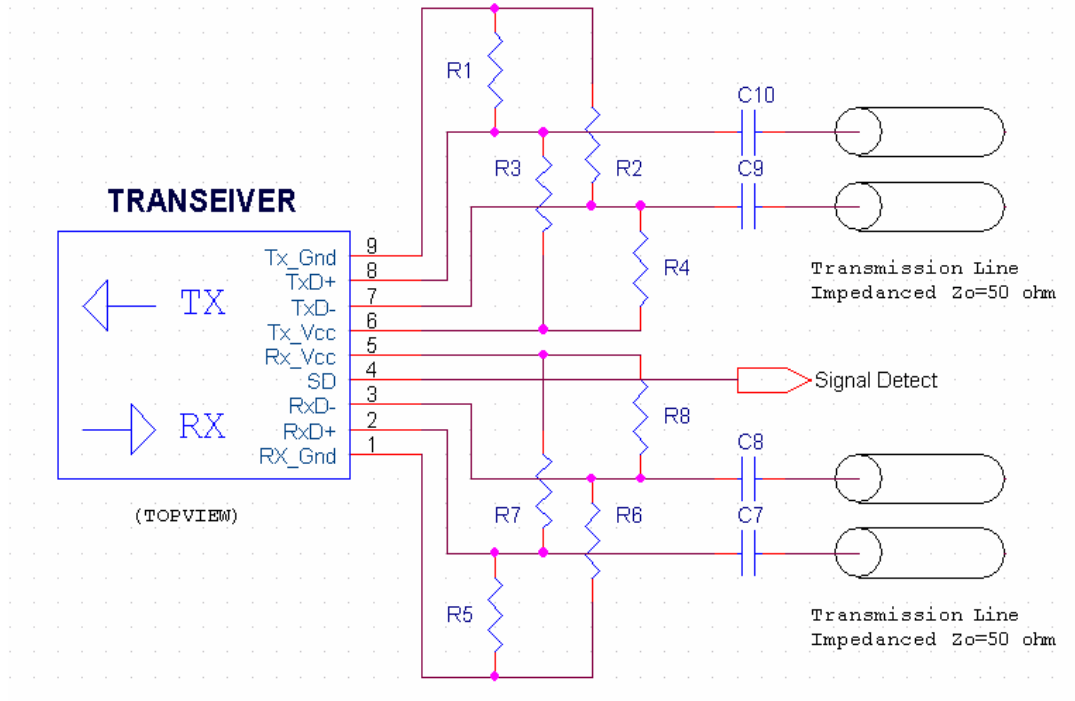 R1
C10
R3
R2
C9
TRANSEIVER
9
Tx_Gnd
8
TxD+
7
TxD-
6
Tx_Vcc
5
Rx_Vcc
4
SD
3
RxD-
2
RxD+
1
RX_Gnd
TX
RX
(TOPVIEW)
R4
Transmission Line
Impedanced Zo=50 ohm
Signal Detect
R8
C8
R7
R6
C7
R5
Transmission Line
Impedanced Zo=50 ohm